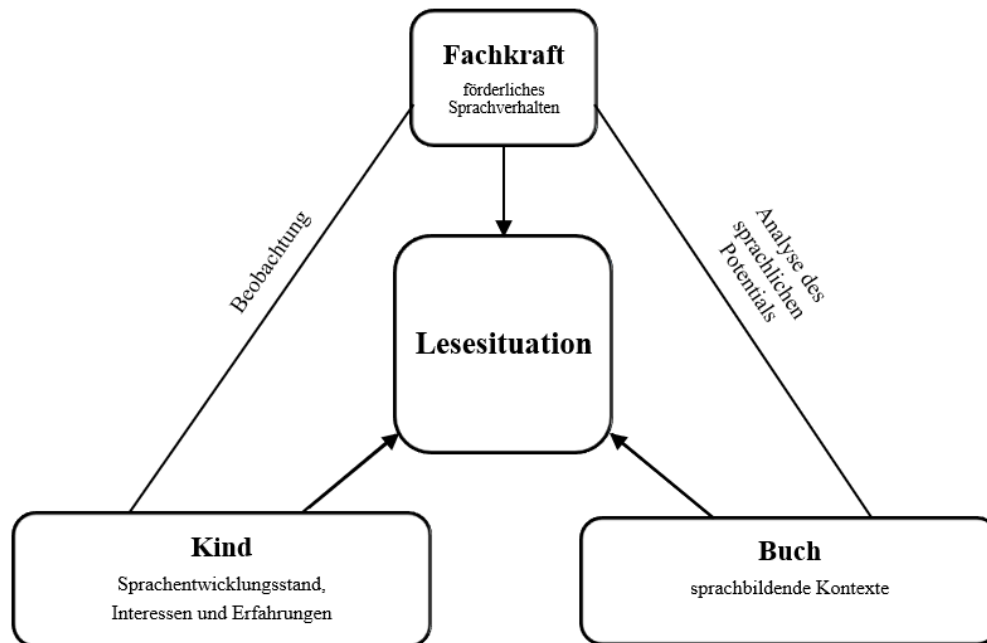 Fachkraft
förderliches
Sprachverhalten
Beobachtung
Analyse des
sprachlichen
Potentials
Lesesituation
Kind
Sprachentwicklungsstand,
Interessen und Erfahrungen
Buch
sprachbildende Kontexte